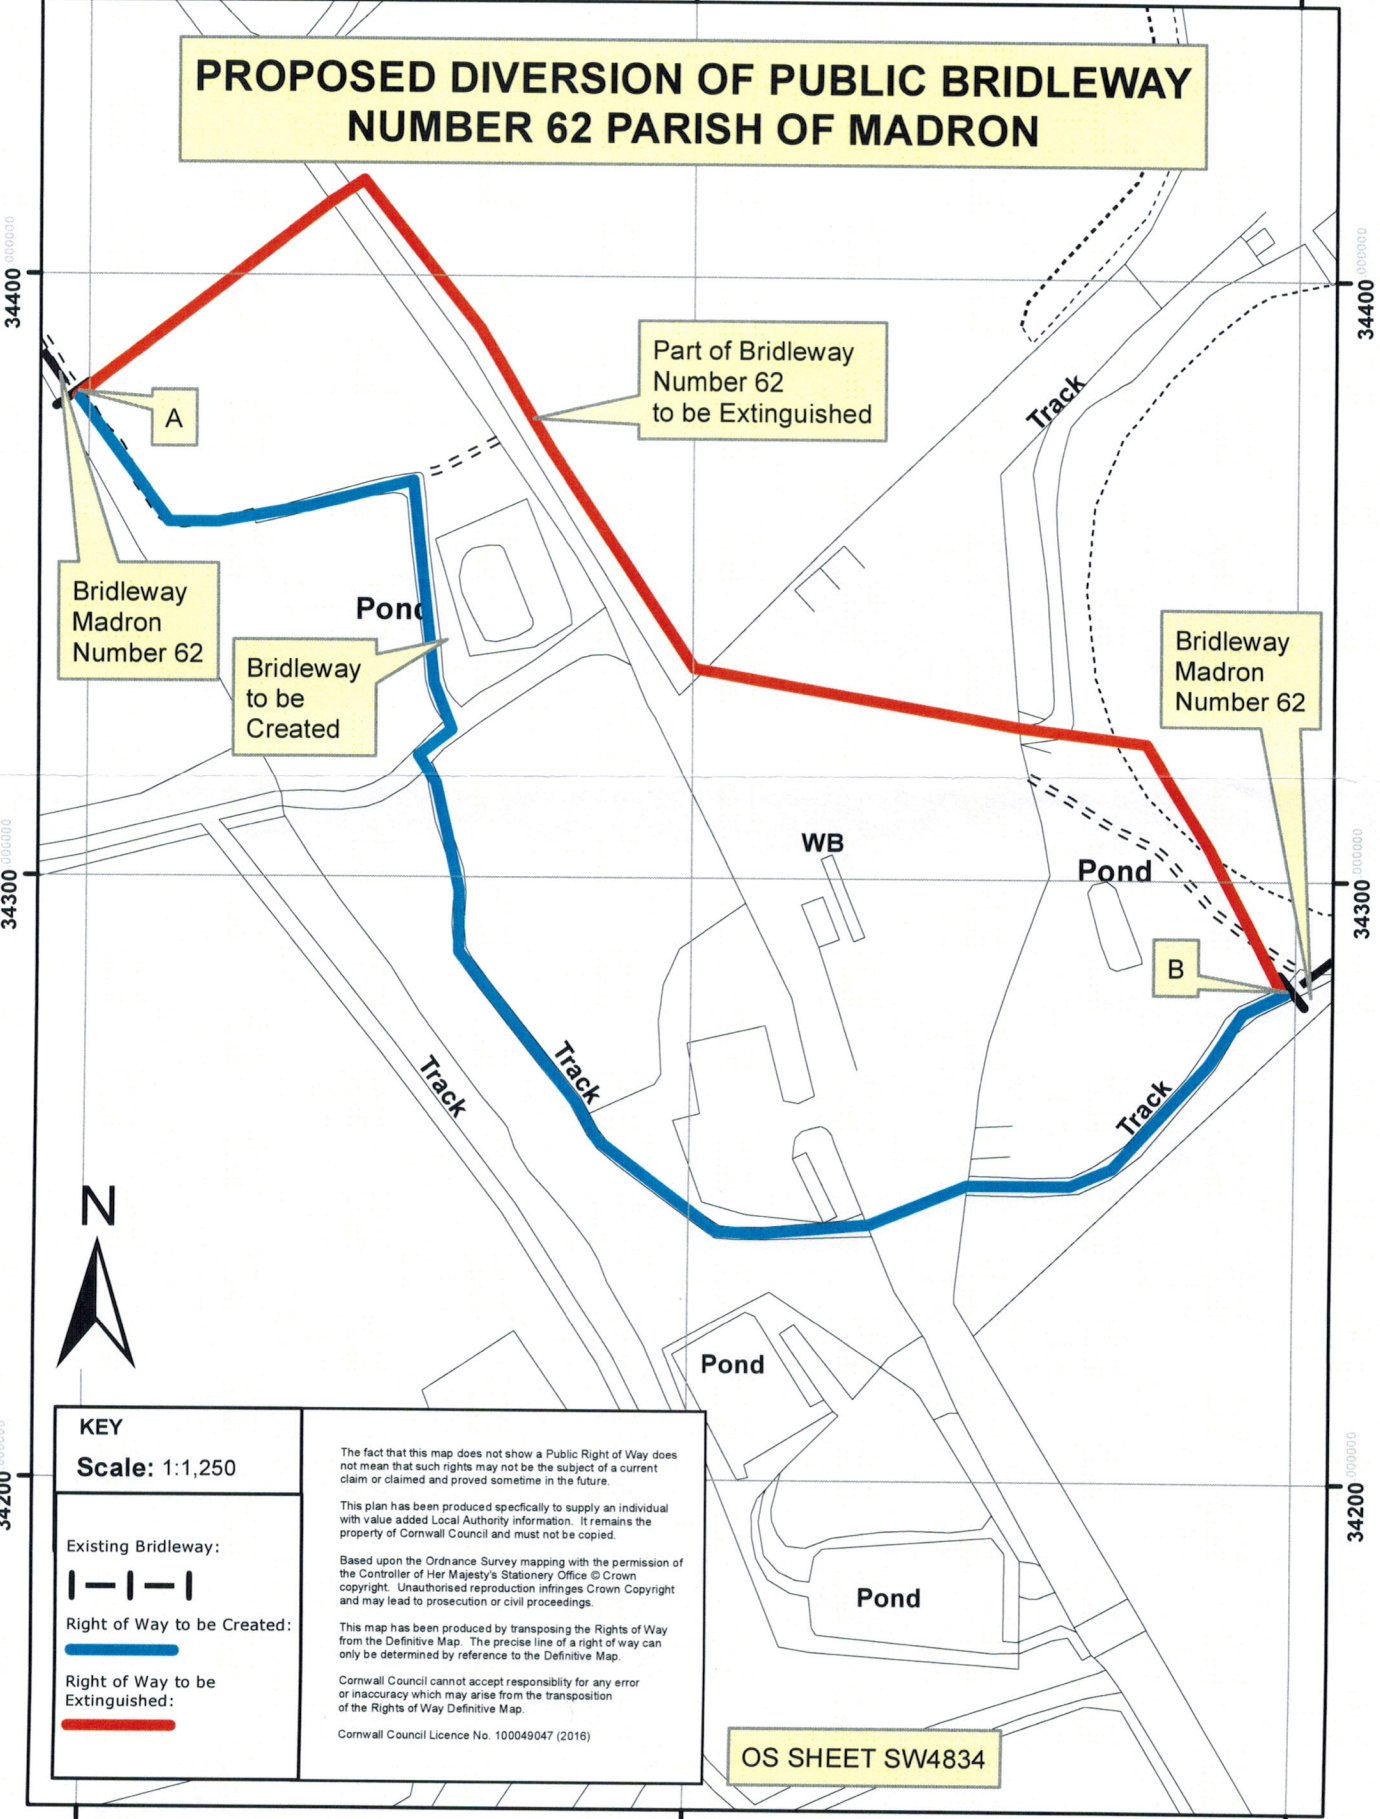 PROPOSED DIVERSION OF PUBLIC BRIDLEWAY
NUMBER 62 PARISH OF MADRON
34400.000000
34400.000000
Part of Bridleway
Number 62
to be Extinguished
A
Track
Bridleway
Madron
Number 62
Pond
Bridleway
to be
Created
Bridleway
Madron
Number 62
34300.000000
34300.000000
WB
Pond
B
Track
Track
Track
N
Pond
34200.000000
34200.000000
Pond
KEY
Scale: 1:1,250
Existing Bridleway:
Right of Way to be Created:
Right of Way to be
Extinguished:
The fact that this map does not show a Public Right of Way does
not mean that such rights may not be the subject of a current
claim or claimed and proved sometime in the future.
This plan has been produced specfically to supply an individual
with value added Local Authority information. It remains the
property of Cornwall Council and must not be copied.
Based upon the Ordnance Survey mapping with the permission of
the Controller of Her Majesty's Stationery Office © Crown
copyright. Unauthorised reproduction infringes Crown Copyright
and may lead to prosecution or civil proceedings.
This map has been produced by transposing the Rights of Way
from the Definitive Map. The precise line of a right of way can
only be determined by reference to the Definitive Map.
Cornwall Council cannot accept responsiblity for any error
or inaccuracy which may arise from the transposition
of the Rights of Way Definitive Map.
Cornwall Council Licence No. 100049047 (2016)
OS SHEET SW4834